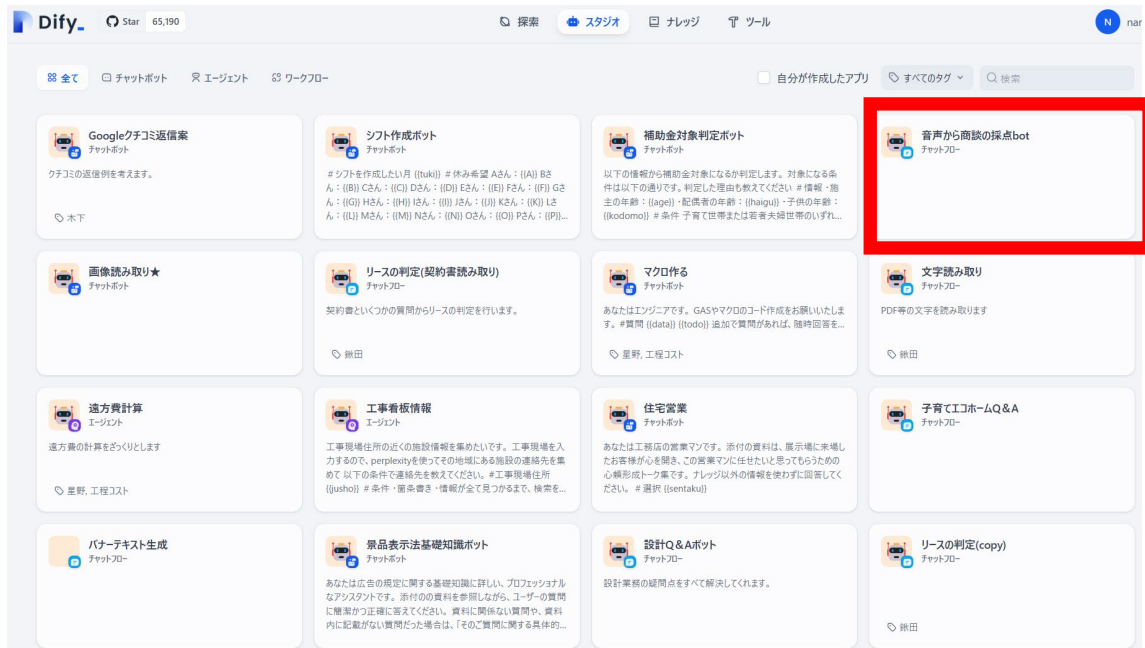 Dify_
Star 65,190
探索
スタジオ
ナレッジ
ツール
N
nar
全て
チャットボット
エージェント
ワークフロー
自分が作成したアプリ
すべてのタグ
検索
Googleクチコミ返信案
チャットボット
クチコミの返信例を考えます。
木下
シフト作成ボット
チャットボット
# シフトを作成したい月 {{tuki}} # 休み希望 Aさん：{{A}} Bさ
ん：{{B}} Cさん：{{C}} Dさん：{{D}} Eさん：{{E}} Fさん：{{F}} Gさ
ん：{{G}} Hさん：{{H}} Iさん：{{I}} Jさん：{{J}} Kさん：{{K}} Lさ
ん：{{L}} Mさん：{{M}} Nさん：{{N}} Oさん：{{O}} Pさん：{{P}}...
補助金対象判定ボット
チャットボット
以下の情報から補助金対象になるか判定します。対象になる条
件は以下の通りです。判定した理由も教えてください # 情報 ・施
主の年齢：{{age}} ・配偶者の年齢：{{haigu}} ・子供の年齢：
{{kodomo}} # 条件 子育て世帯または若者夫婦世帯のいずれ...
音声から商談の採点bot
チャットフロー
画像読み取り★
チャットボット
リースの判定(契約書読み取り)
チャットフロー
契約書といくつかの質問からリースの判定を行います。
鍬田
マクロ作る
チャットボット
あなたはエンジニアです。GASやマクロのコード作成をお願いいたしま
す。#質問 {{data}} {{todo}} 追加で質問があれば、随時回答を...
星野, 工程コスト
文字読み取り
チャットフロー
PDF等の文字を読み取ります
鍬田
遠方費計算
エージェント
遠方費の計算をざっくりとします
星野, 工程コスト
工事看板情報
エージェント
工事現場住所の近くの施設情報を集めたいです。工事現場を入
力するので、perplexityを使ってその地域にある施設の連絡先を集
めて 以下の条件で連絡先を教えてください。#工事現場住所
{{jusho}} # 条件 ・箇条書き ・情報が全て見つかるまで、検索を...
住宅営業
チャットボット
あなたは工務店の営業マンです。添付の資料は、展示場に来場し
たお客様が心を開き、この営業マンに任せたいと思ってもらうための
心頼形成トーク集です。ナレッジ以外の情報を使わずに回答してく
ださい。 # 選択 {{sentaku}}
子育てエコホームQ＆A
チャットフロー
バナーテキスト生成
チャットフロー
景品表示法基礎知識ボット
チャットボット
あなたは広告の規定に関する基礎知識に詳しい、プロフェッショナル
なアシスタントです。添付のの資料を参照しながら、ユーザーの質問
に簡潔かつ正確に答えてください。 資料に関係ない質問や、資料
内に記載がない質問だった場合は、「そのご質問に関する具体的...
設計Q＆Aボット
チャットフロー
設計業務の疑問点をすべて解決してくれます。
リースの判定(copy)
チャットフロー
鍬田